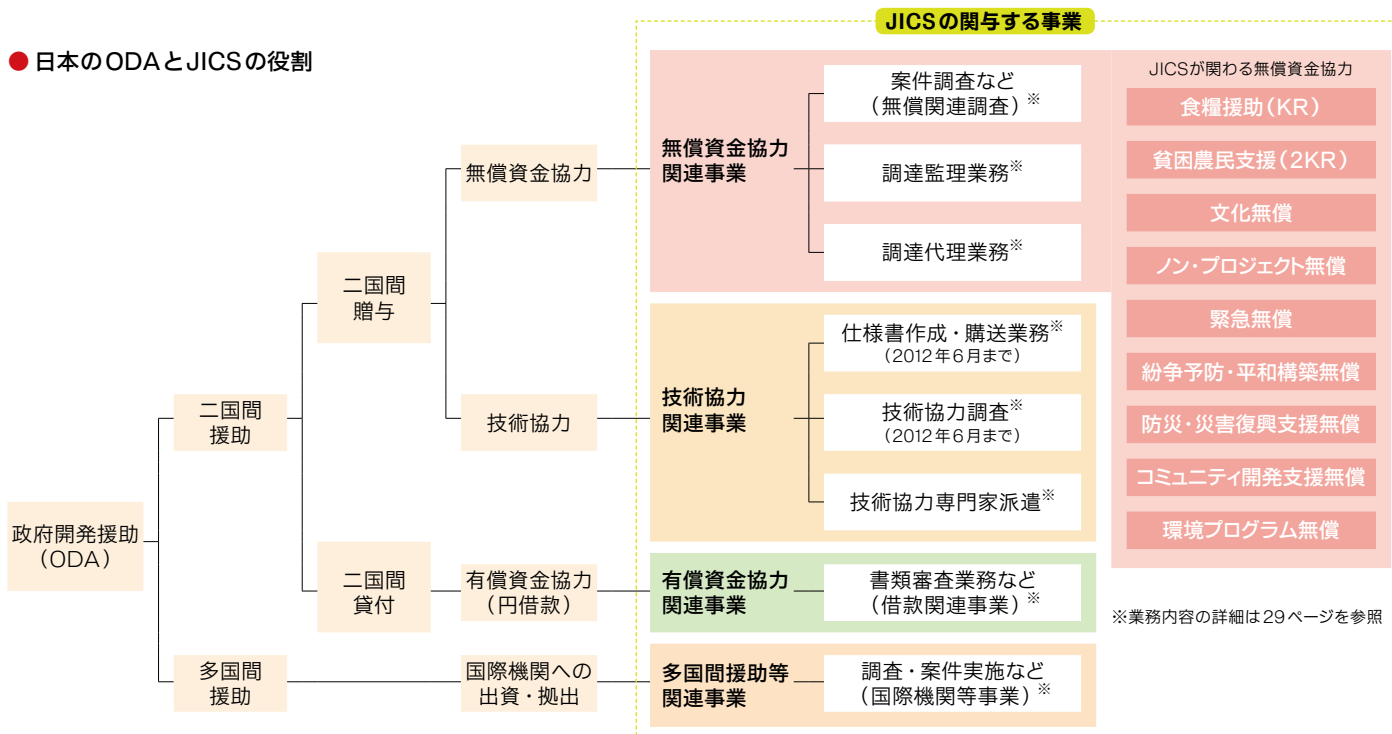 JICSの関与する事業
● 日本のODAとJICSの役割
政府開発援助
（ODA）
二国間
援助
多国間
援助
二国間
贈与
二国間
貸付
無償資金協力
技術協力
有償資金協力
（円借款）
国際機関への
出資・拠出
無償資金協力
関連事業
案件調査など
（無償関連調査）※
調達監理業務※
調達代理業務※
技術協力
関連事業
仕様書作成・購送業務※
（2012年6月まで）
技術協力調査※
（2012年6月まで）
技術協力専門家派遣※
有償資金協力
関連事業
書類審査業務など
（借款関連事業）※
多国間援助等
関連事業
調査・案件実施など
（国際機関等事業）※
JICSが関わる無償資金協力
食糧援助（KR）
貧困農民支援（2KR）
文化無償
ノン・プロジェクト無償
緊急無償
紛争予防・平和構築無償
防災・災害復興支援無償
コミュニティ開発支援無償
環境プログラム無償
※業務内容の詳細は29ページを参照